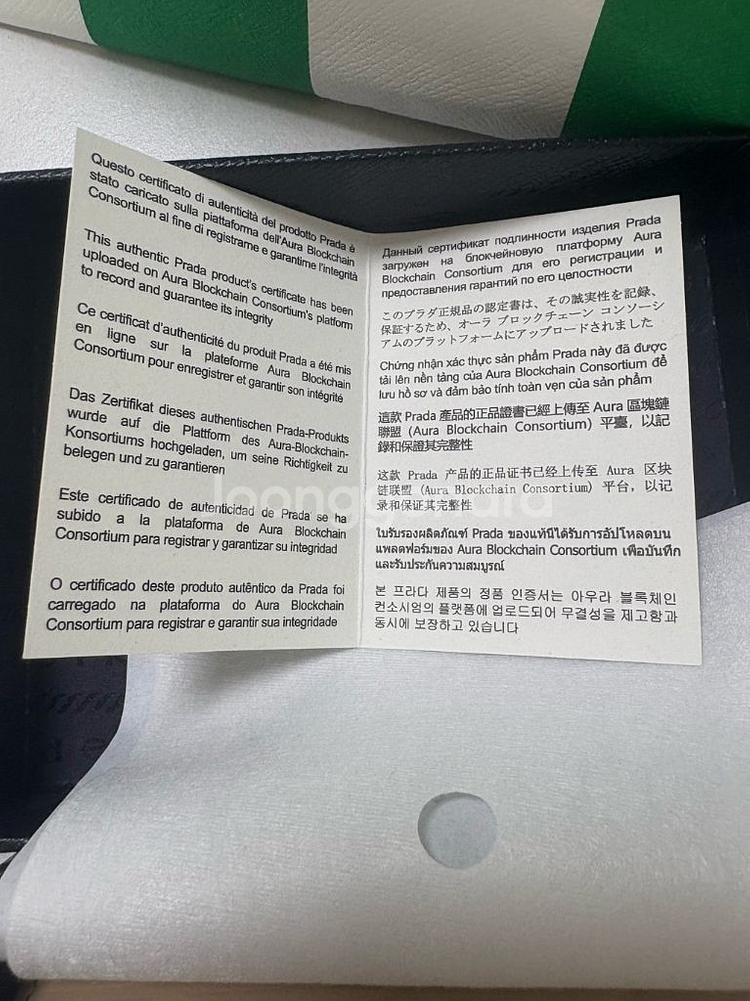 Questo certificato di autenticità del prodotto Prada è
stato caricato sulla piattaforma dell'Aura Blockchain
Consortium al fine di registrarne e garantirne l'integrità
This authentic Prada product's certificate has been
uploaded on Aura Blockchain Consortium's platform
to record and guarantee its integrity
Ce certificat d'authenticité du produit Prada a été mis
en ligne sur la plateforme Aura Blockchain
Consortium pour enregistrer et garantir son intégrité
Das Zertifikat dieses authentischen Prada-Produkts
wurde auf die Plattform des Aura-Blockchain-
Konsortiums hochgeladen, um seine Richtigkeit zu
belegen und zu garantieren
Este certificado de autenticidad de Prada se ha
subido a la plataforma de Aura Blockchain
Consortium para registrar y garantizar su integridad
O certificado deste produto autêntico da Prada foi
carregado na plataforma do Aura Blockchain
Consortium para registrar e garantir sua integridade
Данный сертификат подлинности изделия Prada
загружен на блокчейновую платформу Aura
Blockchain Consortium для его регистрации и
предоставления гарантий по его целостности
このプラダ正規品の認定書は、その誠実性を記録、
保証するため、オーラ ブロックチェーン コンソーシ
アムのプラットフォームにアップロードされました
Chứng nhận xác thực sản phẩm Prada này đã được
tải lên nền tảng của Aura Blockchain Consortium để
lưu hồ sơ và đảm bảo tính toàn vẹn của sản phẩm
這款 Prada 產品的正品證書已經上傳至 Aura 區塊鏈
聯盟 (Aura Blockchain Consortium) 平臺，以記
錄和保證其完整性
这款 Prada 产品的正品证书已经上传至 Aura 区块
链联盟 (Aura Blockchain Consortium) 平台，以记
录和保证其完整性
ใบรับรองผลิตภัณฑ์ Prada ของแท้นี้ได้รับการอัปโหลดบน
แพลตฟอร์มของ Aura Blockchain Consortium เพื่อบันทึก
และรับประกันความสมบูรณ์
본 프라다 제품의 정품 인증서는 아우라 블록체인
컨소시엄의 플랫폼에 업로드되어 무결성을 제고함과
동시에 보장하고 있습니다